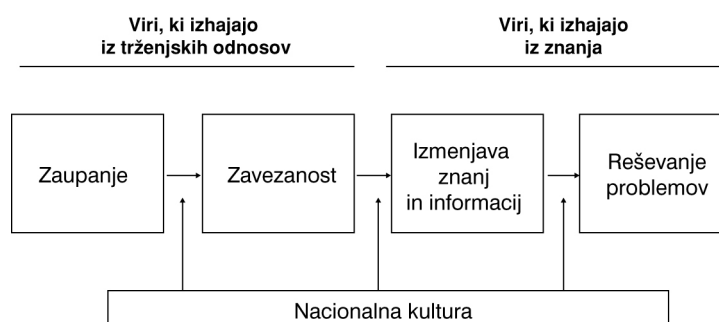 Viri, ki izhajajo
iz trženjskih odnosov
Viri, ki izhajajo
iz znanja
Zaupanje
Zavezanost
Izmenjava
znanj
in informacij
Reševanje
problemov
Nacionalna kultura